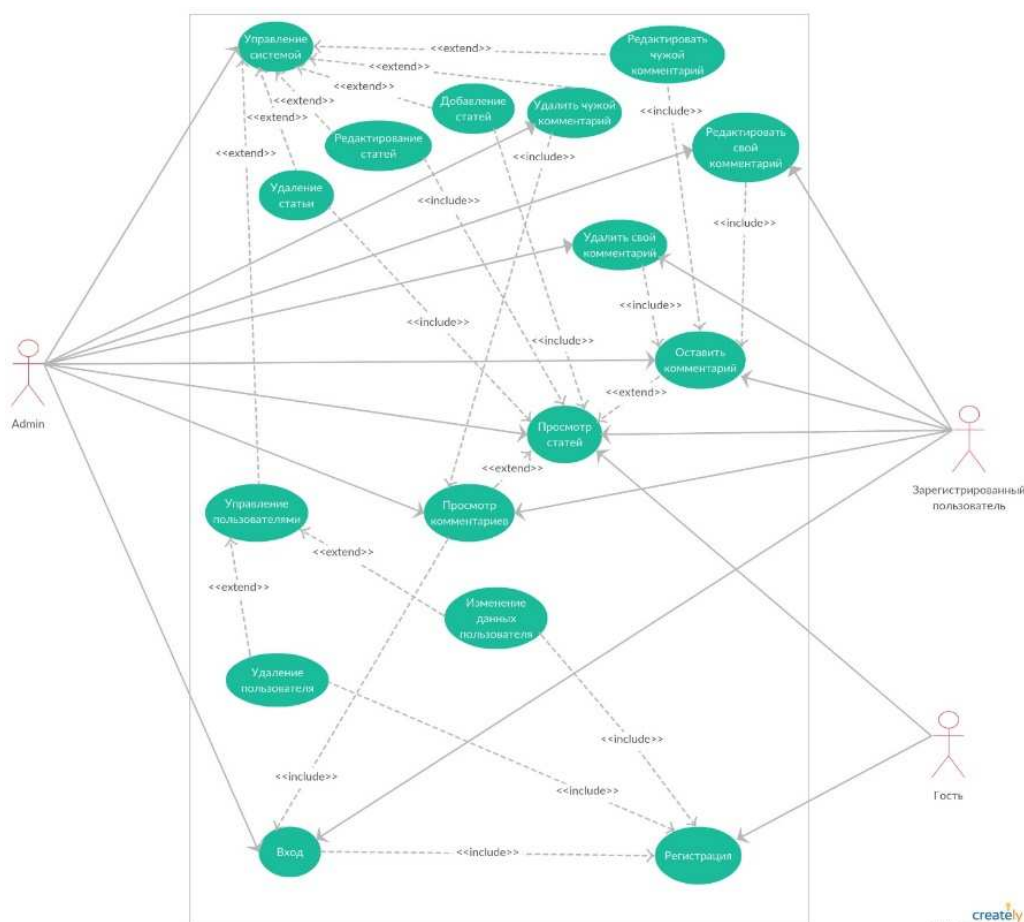 Управление
системой
<<extend>>
Редактировать
чужой
комментарий
<<extend>>
<<extend>>
<<extend>>
Добавление
статей
Удалить чужой
комментарий
<<include>>
<<extend>>
Редактирование
статей
<<include>>
Редактировать
свой
комментарий
<<extend>>
Удаление
статьи
<<include>>
<<include>>
Удалить свой
комментарий
<<include>>
<<include>>
<<include>>
Оставить
комментарий
<<extend>>
Admin
Просмотр
статей
Зарегистрированный
пользователь
<<extend>>
Управление
пользователями
Просмотр
комментариев
<<extend>>
<<extend>>
Изменение
данных
пользователя
Удаление
пользователя
<<include>>
<<include>>
<<include>>
Гость
Вход
<<include>>
Регистрация
creately